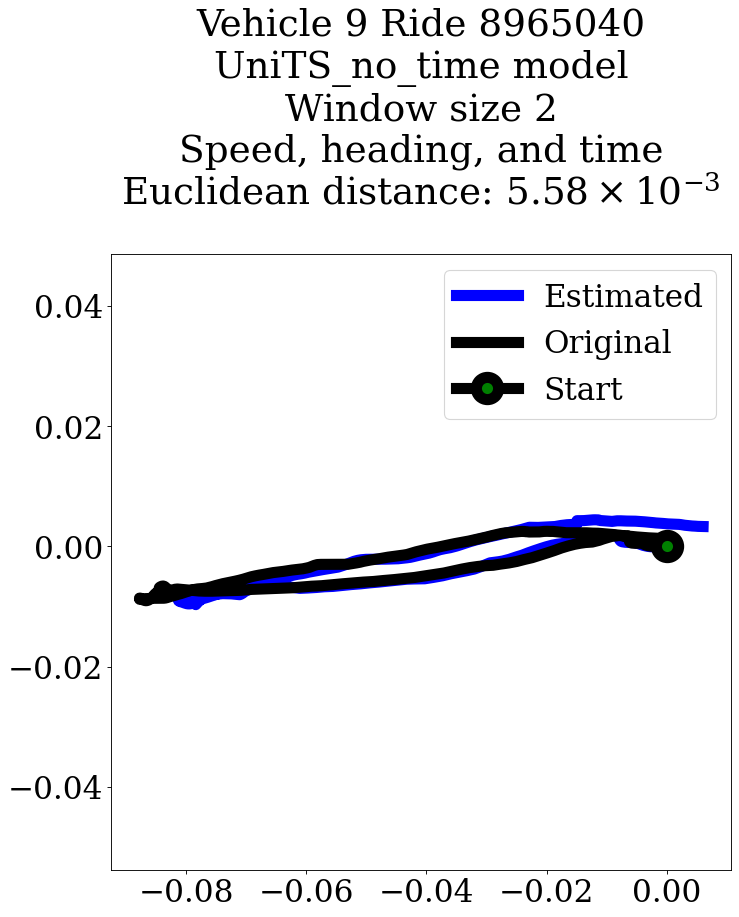 Vehicle 9 Ride 8965040
UniTS_no_time model
Window size 2
Speed, heading, and time
Euclidean distance: 5.58 × 10⁻³
Estimated
Original
Start
0.04
0.02
0.00
−0.02
−0.04
−0.08 −0.06 −0.04 −0.02 0.00